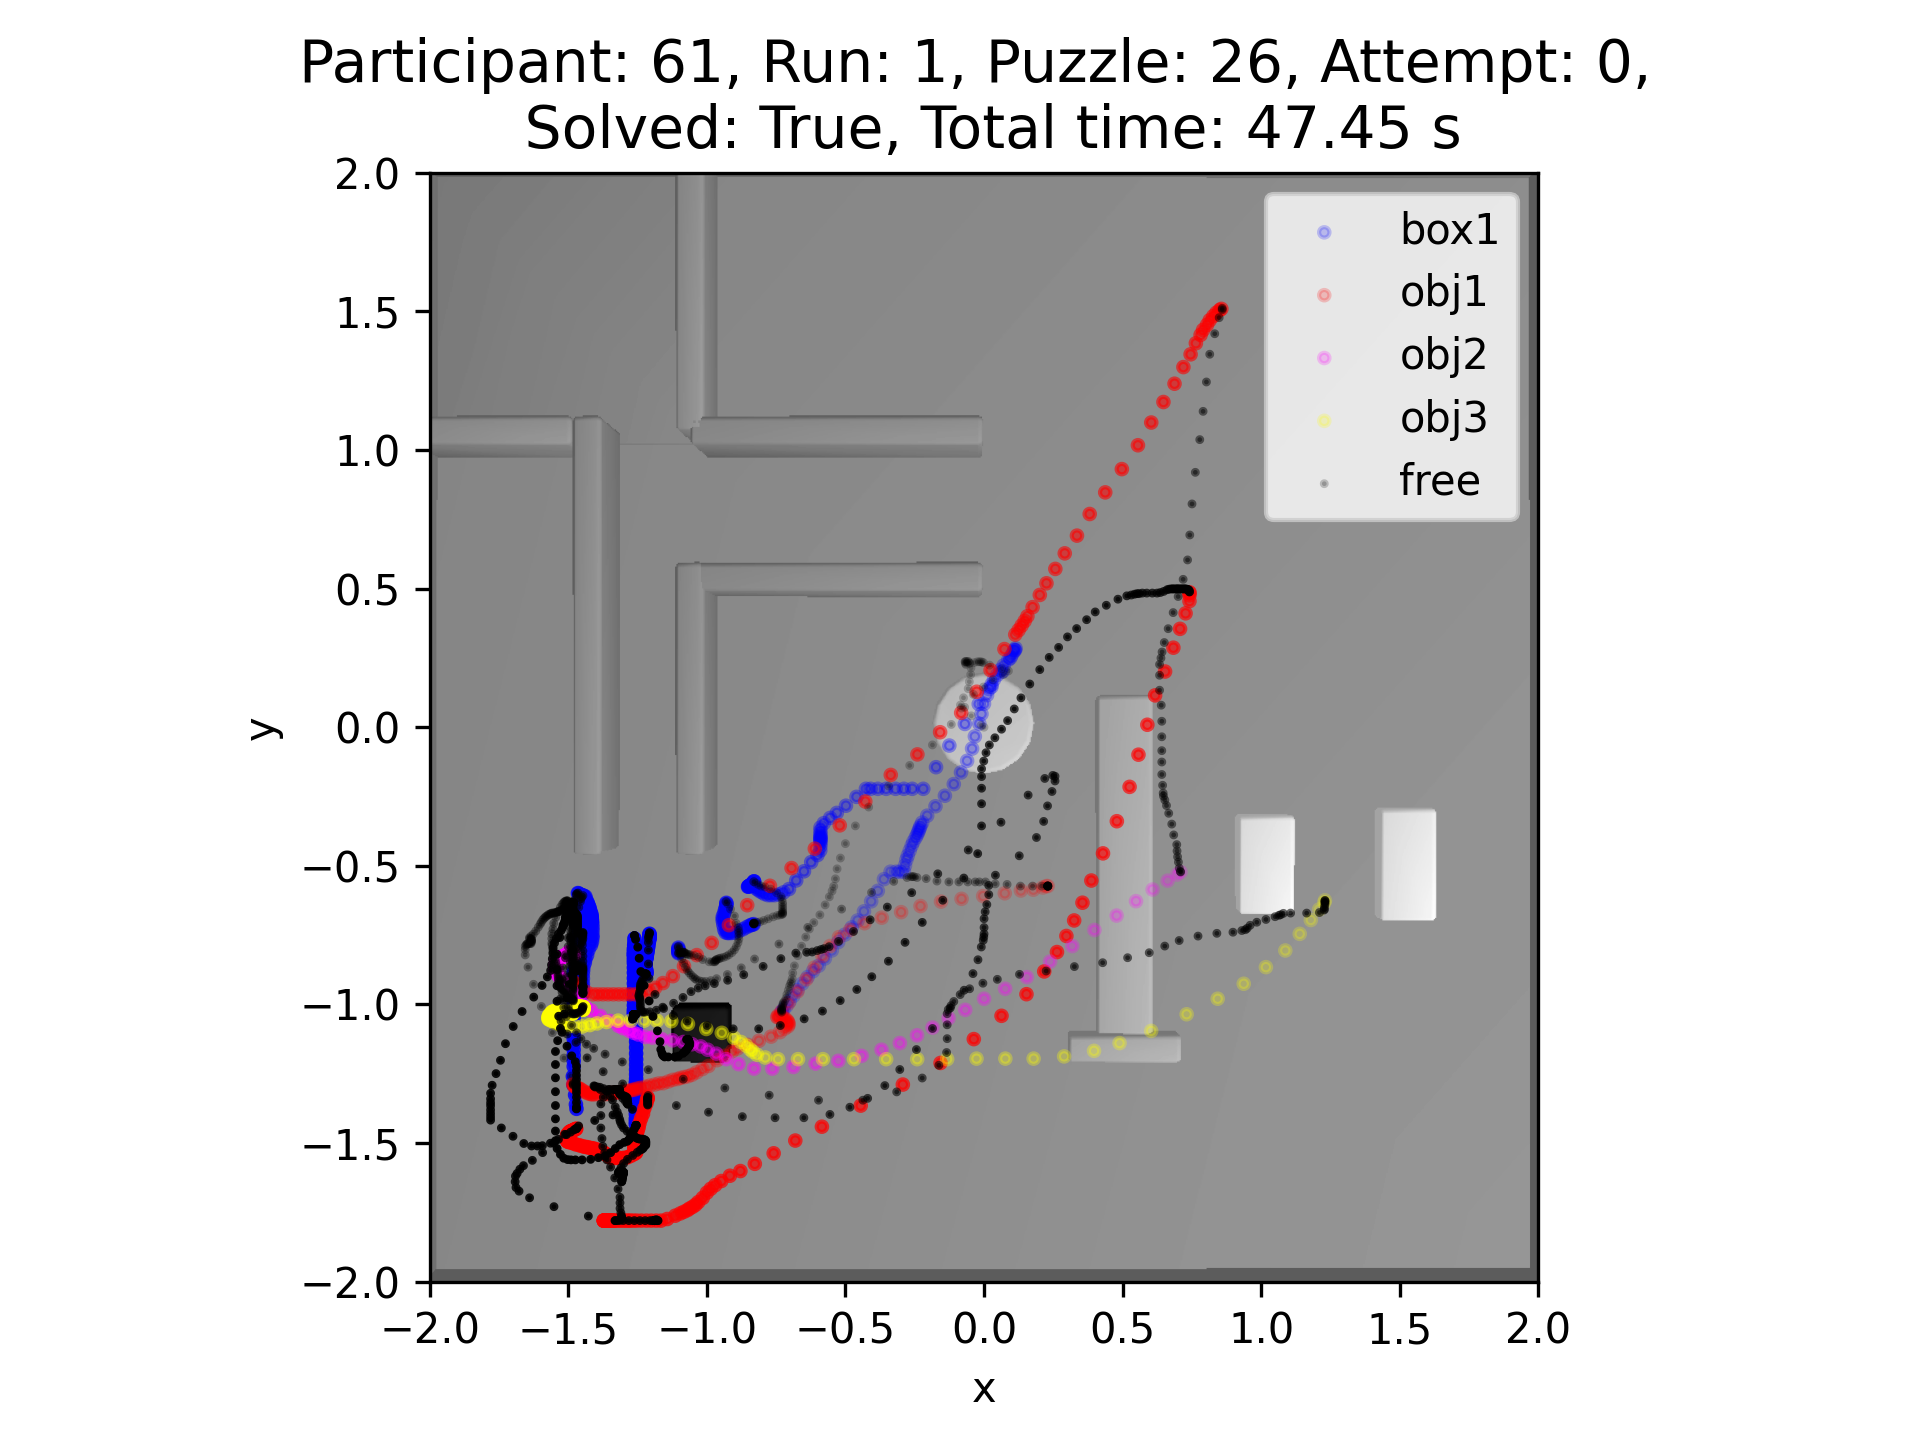 Participant: 61, Run: 1, Puzzle: 26, Attempt: 0,
Solved: True, Total time: 47.45 s
2.0
1.5
1.0
0.5
0.0
−0.5
−1.0
−1.5
−2.0
y
box1
obj1
obj2
obj3
free
−2.0 −1.5 −1.0 −0.5 0.0 0.5 1.0 1.5 2.0
x